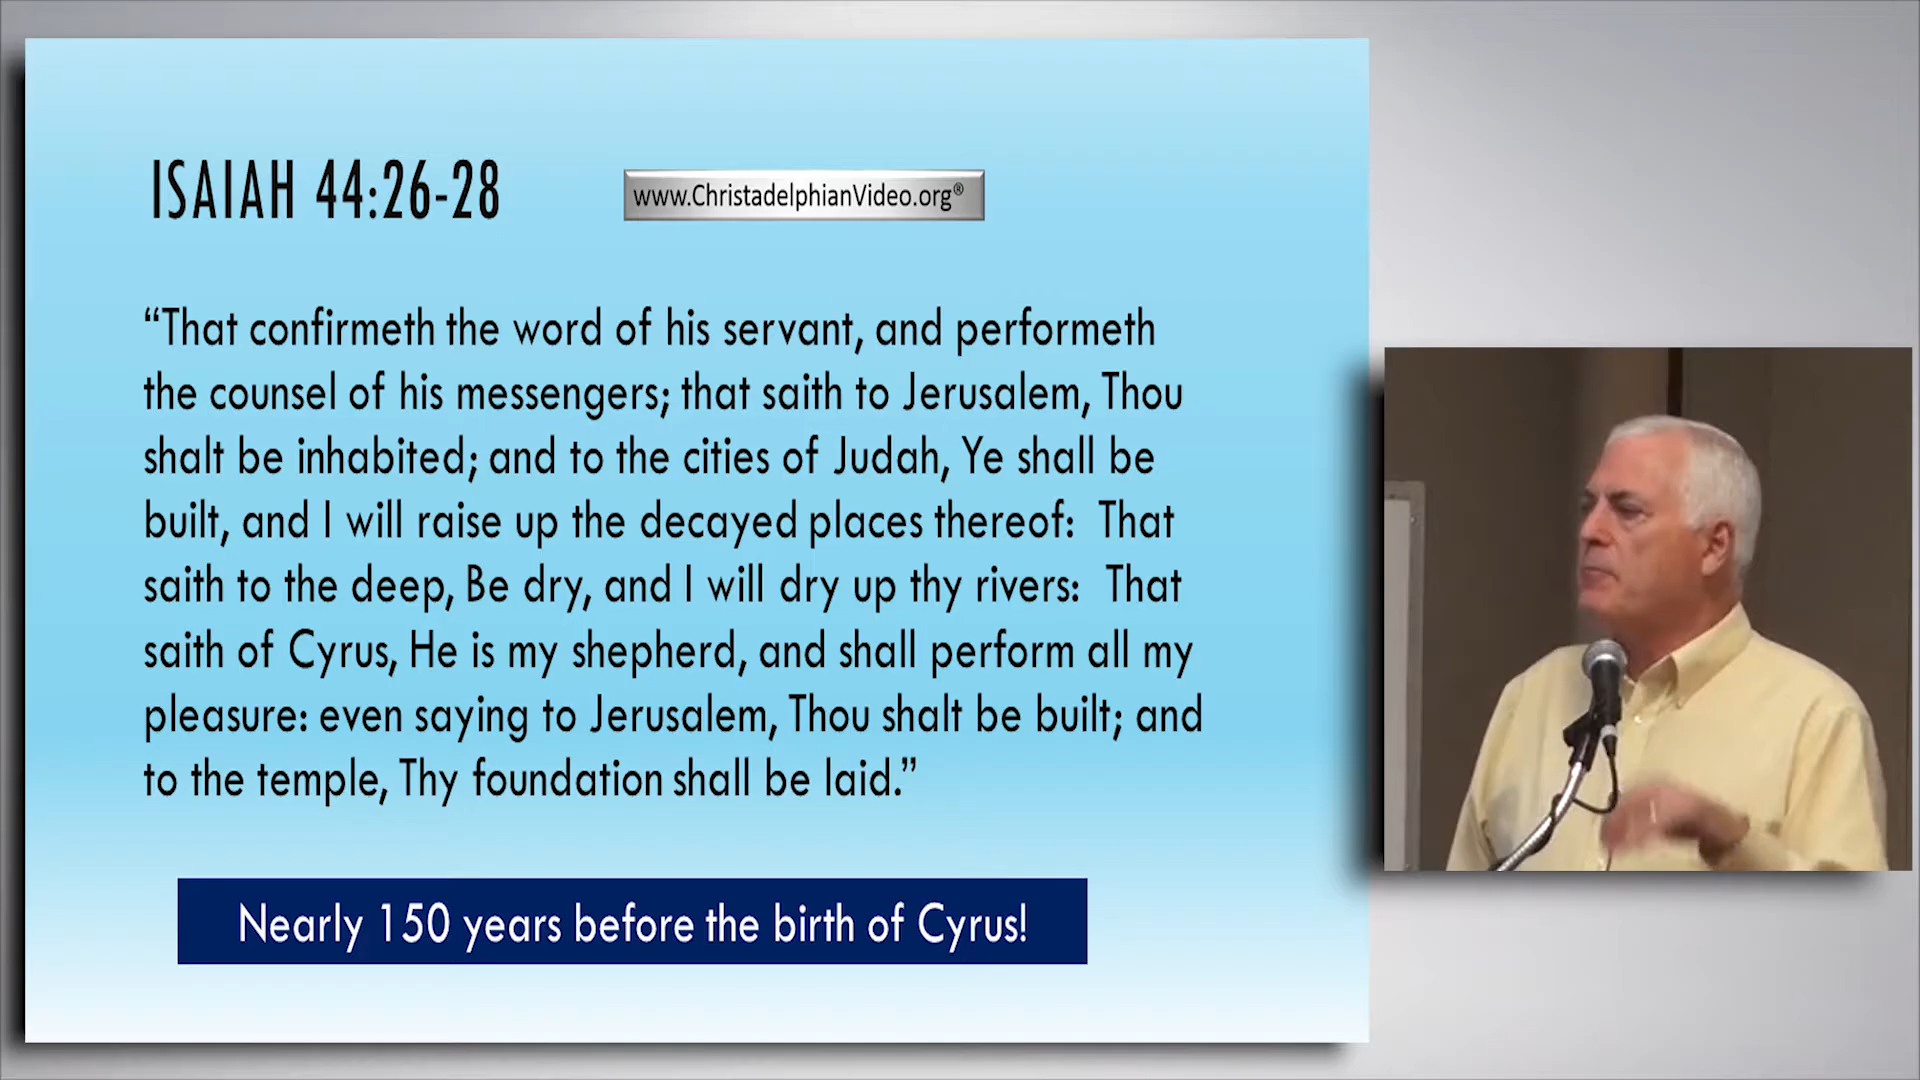 ISAIAH 44:26-28
www.ChristadelphianVideo.org®
“That confirmeth the word of his servant, and performeth
the counsel of his messengers; that saith to Jerusalem, Thou
shalt be inhabited; and to the cities of Judah, Ye shall be
built, and I will raise up the decayed places thereof: That
saith to the deep, Be dry, and I will dry up thy rivers: That
saith of Cyrus, He is my shepherd, and shall perform all my
pleasure: even saying to Jerusalem, Thou shalt be built; and
to the temple, Thy foundation shall be laid.”
Nearly 150 years before the birth of Cyrus!